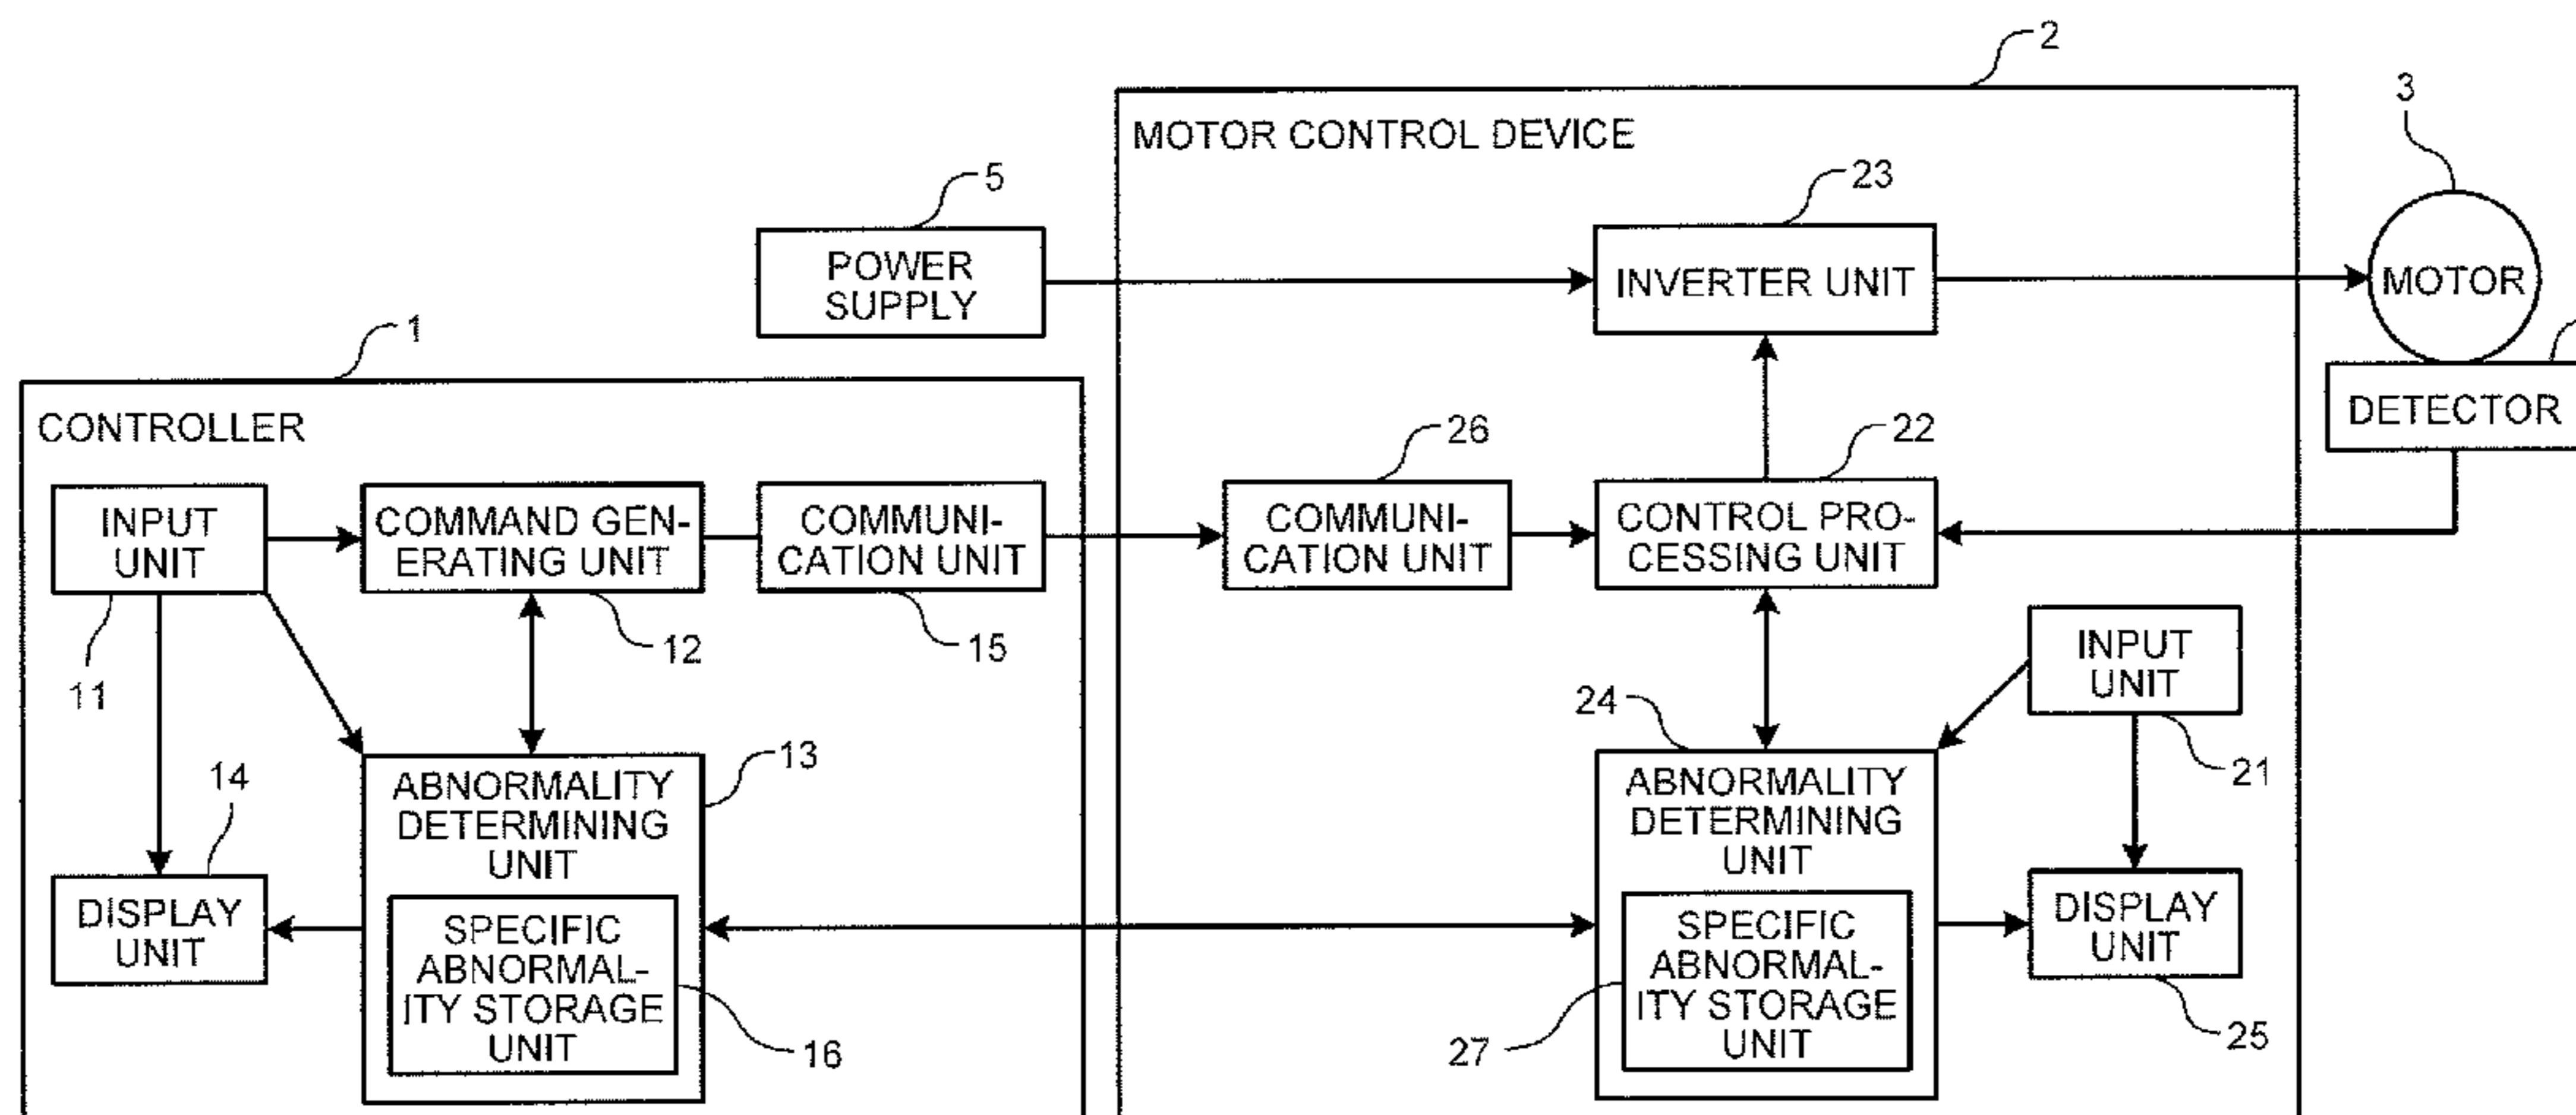 2
MOTOR CONTROL DEVICE
3
5
23
POWER
SUPPLY
INVERTER UNIT
MOTOR
1
CONTROLLER
DETECTOR
26
22
INPUT
UNIT
COMMAND GEN-
ERATING UNIT
COMMUNI-
CATION UNIT
COMMUNI-
CATION UNIT
CONTROL PRO-
CESSING UNIT
11
12
15
INPUT
UNIT
24
21
14
13
ABNORMALITY
DETERMINING
UNIT
ABNORMALITY
DETERMINING
UNIT
DISPLAY
UNIT
SPECIFIC
ABNORMAL-
ITY STORAGE
UNIT
16
27
SPECIFIC
ABNORMAL-
ITY STORAGE
UNIT
DISPLAY
UNIT
25